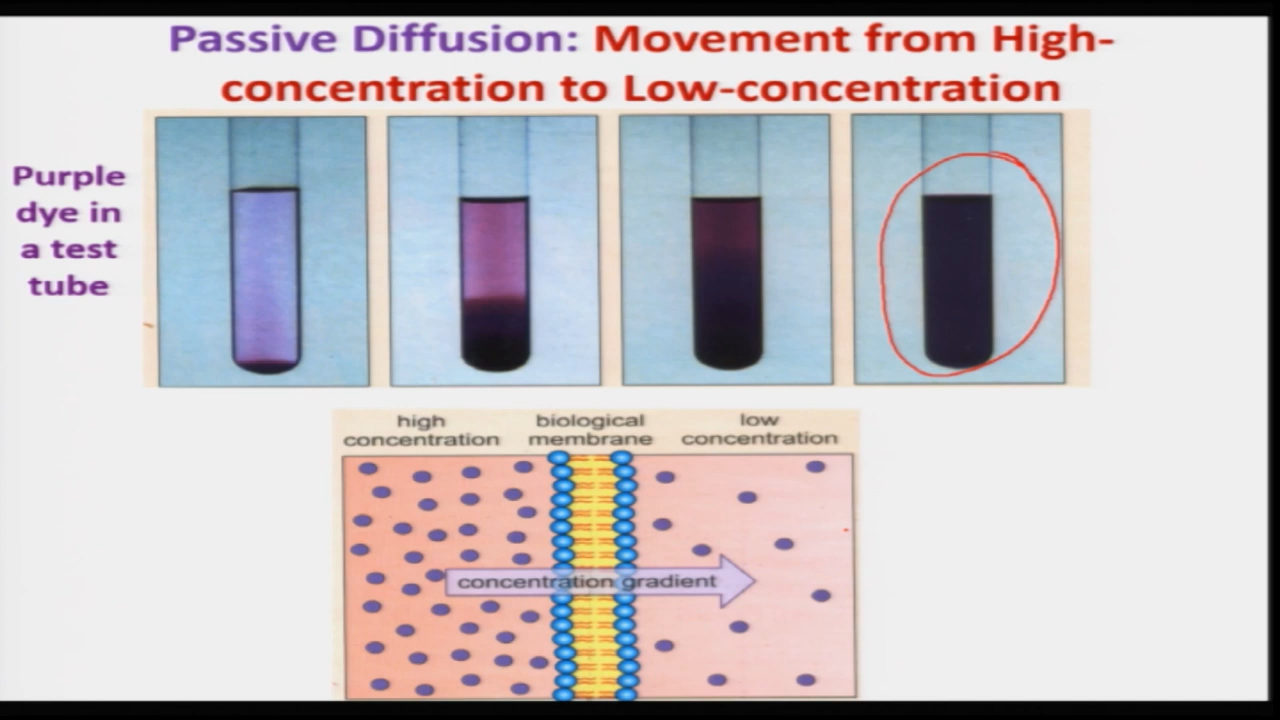 Passive Diffusion: Movement from High-
concentration to Low-concentration
Purple
dye in
a test
tube
high
concentration
biological
membrane
low
concentration
concentration gradient